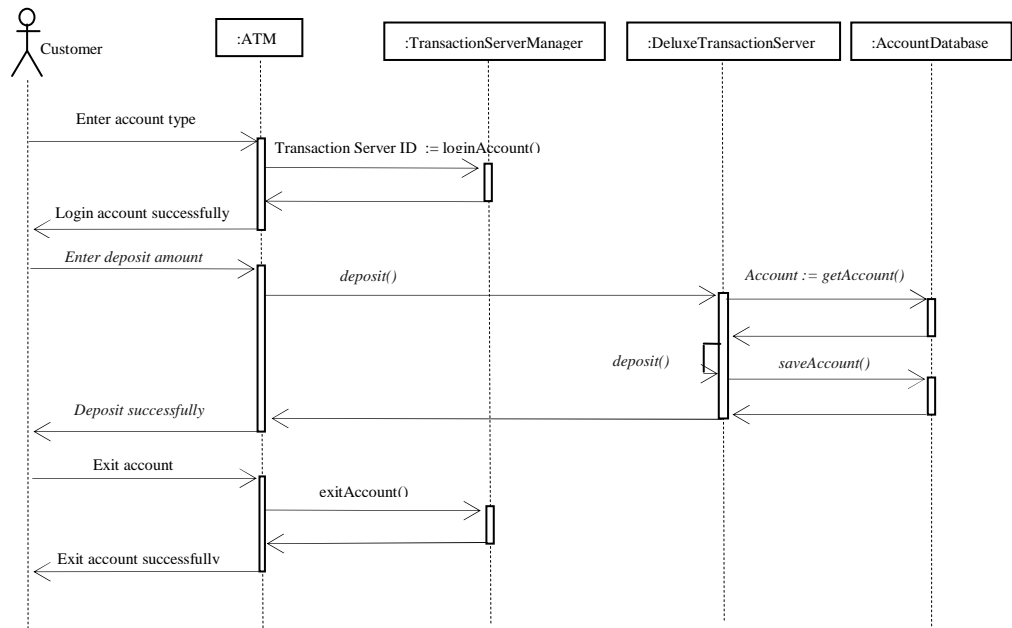 Customer
:ATM
:TransactionServerManager
:DeluxeTransactionServer
:AccountDatabase
Enter account type
Transaction Server ID := loginAccount()
Login account successfully
Enter deposit amount
deposit()
Account := getAccount()
deposit()
saveAccount()
Deposit successfully
Exit account
exitAccount()
Exit account successfully